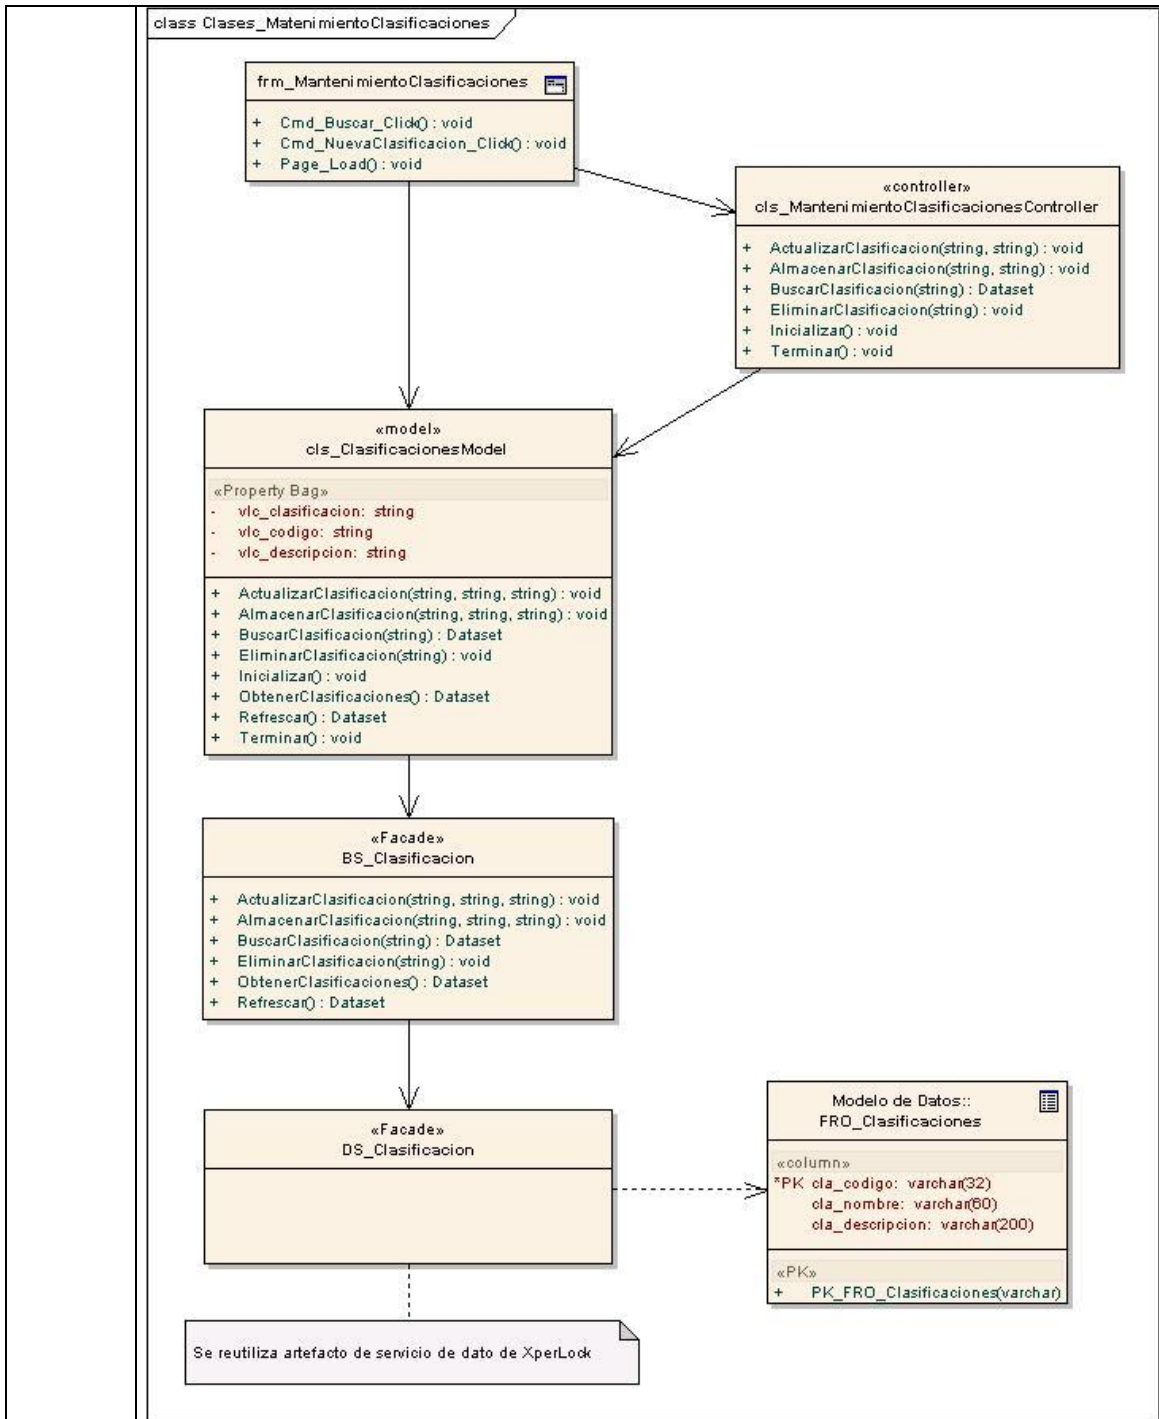 class Clases_MatenimientoClasificaciones
frm_MantenimientoClasificaciones
+ Cmd_Buscar_Click() : void
+ Cmd_NuevaClasificacion_Click() : void
+ Page_Load() : void
«controller»
cls_MantenimientoClasificacionesController
+ ActualizarClasificacion(string, string) : void
+ AlmacenarClasificacion(string, string) : void
+ BuscarClasificacion(string) : Dataset
+ EliminarClasificacion(string) : void
+ Inicializar() : void
+ Terminar() : void
«model»
cls_ClasificacionesModel
«Property Bag»
- vlc_clasificacion: string
- vlc_codigo: string
- vlc_descripcion: string
+ ActualizarClasificacion(string, string, string) : void
+ AlmacenarClasificacion(string, string, string) : void
+ BuscarClasificacion(string) : Dataset
+ EliminarClasificacion(string) : void
+ Inicializar() : void
+ ObtenerClasificaciones() : Dataset
+ Refrescar() : Dataset
+ Terminar() : void
«Facade»
BS_Clasificacion
+ ActualizarClasificacion(string, string, string) : void
+ AlmacenarClasificacion(string, string, string) : void
+ BuscarClasificacion(string) : Dataset
+ EliminarClasificacion(string) : void
+ ObtenerClasificaciones() : Dataset
+ Refrescar() : Dataset
«Facade»
DS_Clasificacion
Modelo de Datos::
FRO_Clasificaciones
«column»
*PK cla_codigo: varchar(32)
cla_nombre: varchar(60)
cla_descripcion: varchar(200)
«PK»
+ PK_FRO_Clasificaciones(varchar)
Se reutiliza artefacto de servicio de dato de XperLock